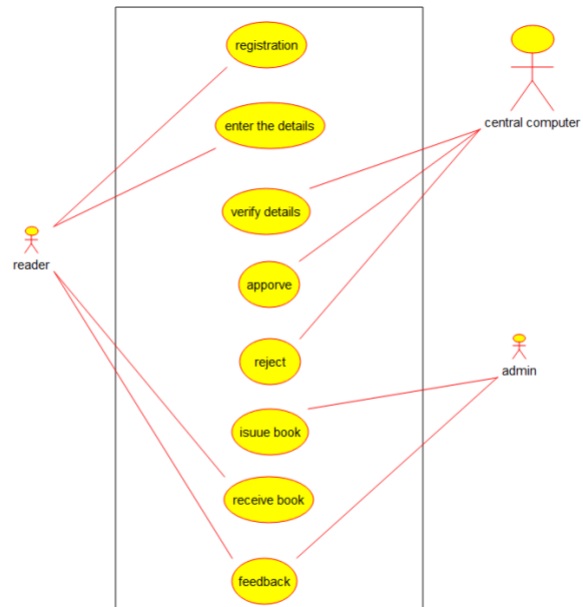 registration
central computer
enter the details
verify details
reader
apporve
reject
admin
isuue book
receive book
feedback